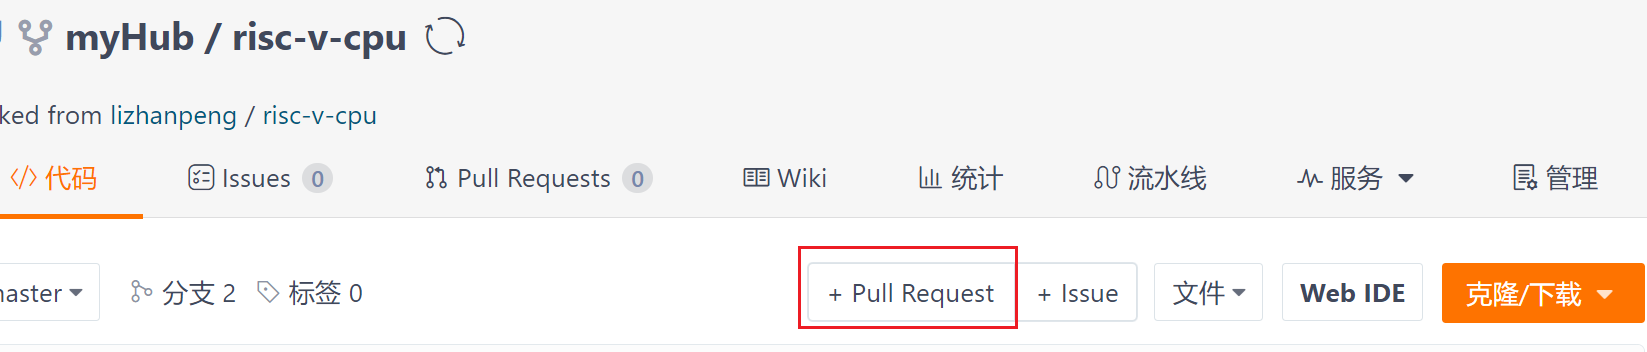 myHub / risc-v-cpu
ked from lizhanpeng / risc-v-cpu
代码 Issues 0 Pull Requests 0 Wiki 统计 流水线 服务 管理
naster 分支 2 标签 0 + Pull Request + Issue 文件 Web IDE 克隆/下载